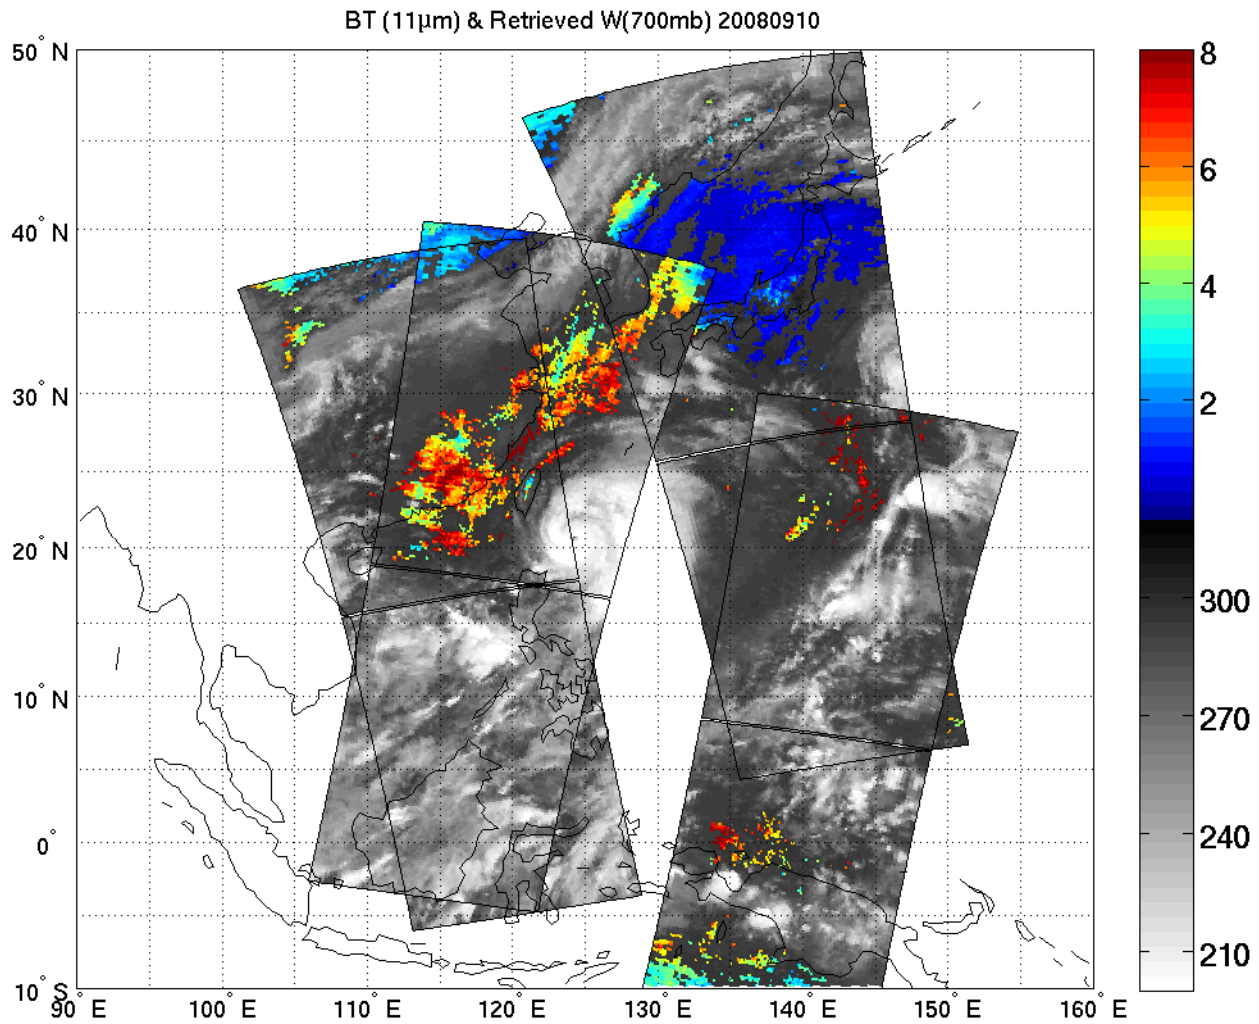 BT (11μm) & Retrieved W(700mb) 20080910
50° N
40° N
30° N
20° N
10° N
0°
10° S
90° E
100° E
110° E
120° E
130° E
140° E
150° E
160° E
8
6
4
2
300
270
240
210